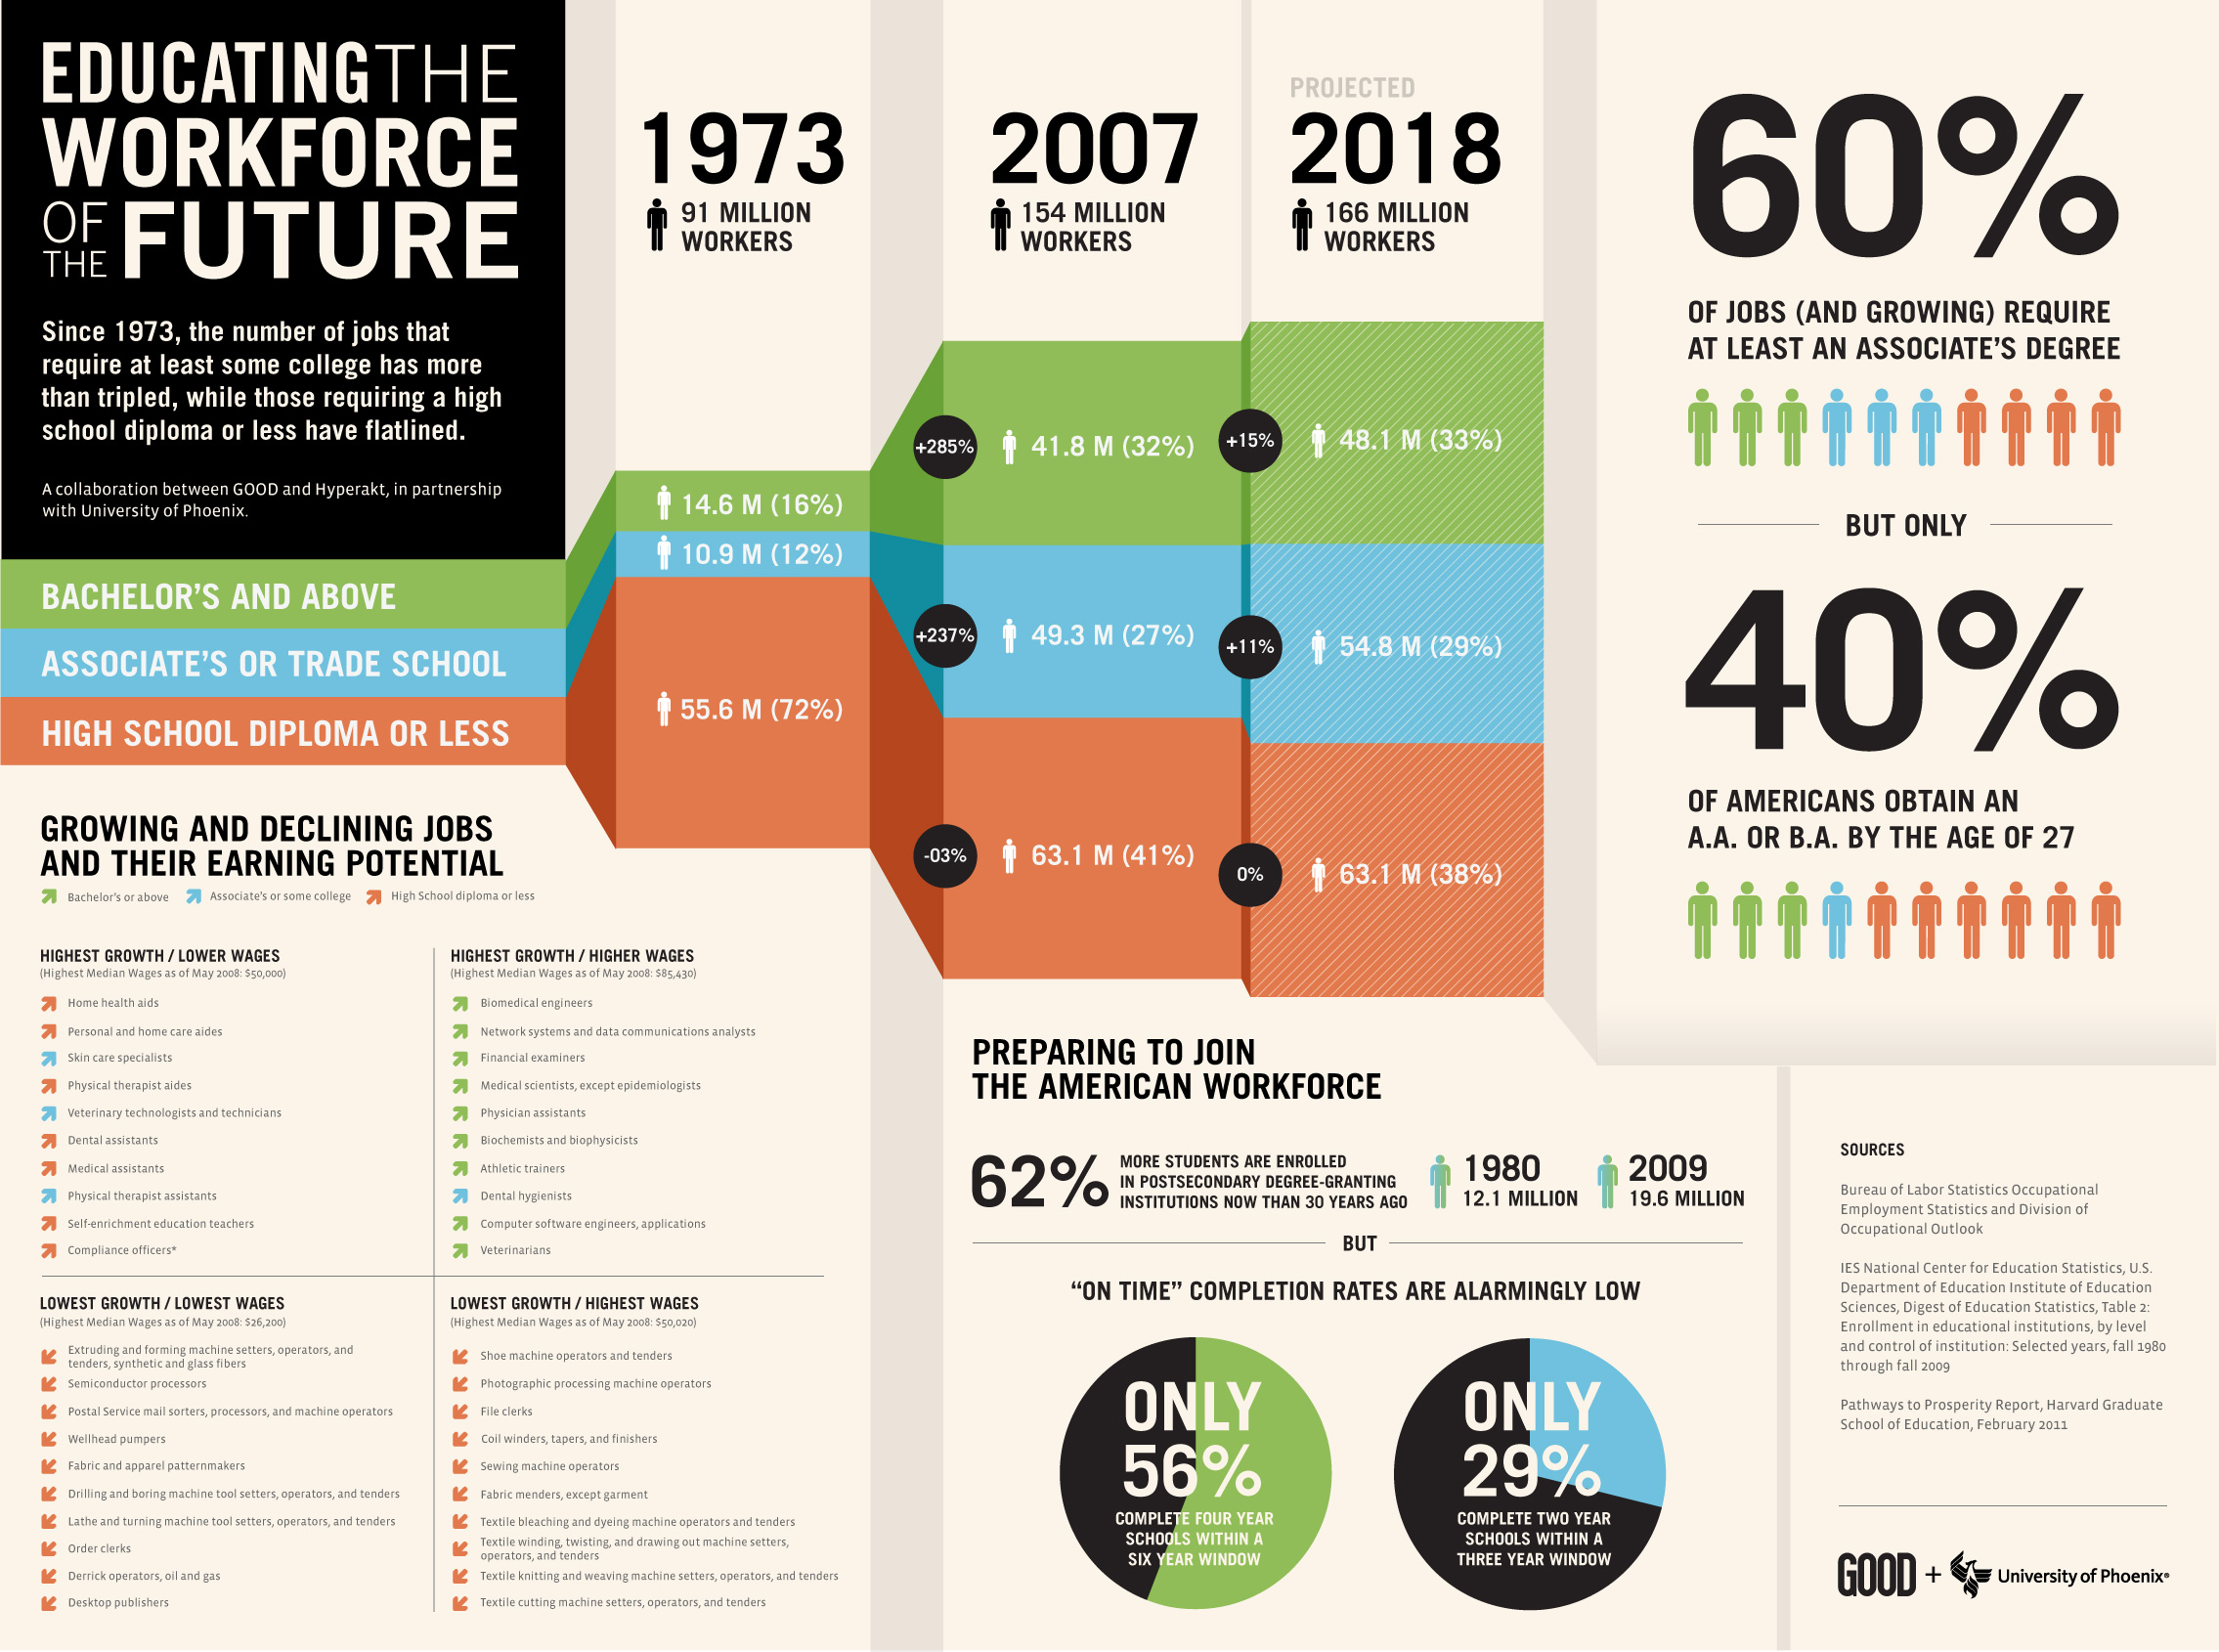 EDUCATING THE
WORKFORCE
OF THE FUTURE
Since 1973, the number of jobs that
require at least some college has more
than tripled, while those requiring a high
school diploma or less have flatlined.
A collaboration between GOOD and Hyperakt, in partnership
with University of Phoenix.
BACHELOR'S AND ABOVE
ASSOCIATE'S OR TRADE SCHOOL
HIGH SCHOOL DIPLOMA OR LESS
1973
91 MILLION
WORKERS
14.6 M (16%)
10.9 M (12%)
55.6 M (72%)
2007
154 MILLION
WORKERS
+285%
41.8 M (32%)
+237%
49.3 M (27%)
-03%
63.1 M (41%)
PROJECTED
2018
166 MILLION
WORKERS
+15%
48.1 M (33%)
+11%
54.8 M (29%)
0%
63.1 M (38%)
60%
OF JOBS (AND GROWING) REQUIRE
AT LEAST AN ASSOCIATE'S DEGREE
BUT ONLY
40%
OF AMERICANS OBTAIN AN
A.A. OR B.A. BY THE AGE OF 27
GROWING AND DECLINING JOBS
AND THEIR EARNING POTENTIAL
Bachelor's or above
Associate's or some college
High School diploma or less
HIGHEST GROWTH / LOWER WAGES
(Highest Median Wages as of May 2008: $50,000)
Home health aids
Personal and home care aides
Skin care specialists
Physical therapist aides
Veterinary technologists and technicians
Dental assistants
Medical assistants
Physical therapist assistants
Self-enrichment education teachers
Compliance officers*
HIGHEST GROWTH / HIGHER WAGES
(Highest Median Wages as of May 2008: $85,430)
Biomedical engineers
Network systems and data communications analysts
Financial examiners
Medical scientists, except epidemiologists
Physician assistants
Biochemists and biophysicists
Athletic trainers
Dental hygienists
Computer software engineers, applications
Veterinarians
LOWEST GROWTH / LOWEST WAGES
(Highest Median Wages as of May 2008: $26,200)
Extruding and forming machine setters, operators, and
tenders, synthetic and glass fibers
Semiconductor processors
Postal Service mail sorters, processors, and machine operators
Wellhead pumpers
Fabric and apparel patternmakers
Drilling and boring machine tool setters, operators, and tenders
Lathe and turning machine tool setters, operators, and tenders
Order clerks
Derrick operators, oil and gas
Desktop publishers
LOWEST GROWTH / HIGHEST WAGES
(Highest Median Wages as of May 2008: $50,020)
Shoe machine operators and tenders
Photographic processing machine operators
File clerks
Coil winders, tapers, and finishers
Sewing machine operators
Fabric menders, except garment
Textile bleaching and dyeing machine operators and tenders
Textile winding, twisting, and drawing out machine setters,
operators, and tenders
Textile knitting and weaving machine setters, operators, and tenders
Textile cutting machine setters, operators, and tenders
PREPARING TO JOIN
THE AMERICAN WORKFORCE
62%
MORE STUDENTS ARE ENROLLED
IN POSTSECONDARY DEGREE-GRANTING
INSTITUTIONS NOW THAN 30 YEARS AGO
1980
12.1 MILLION
2009
19.6 MILLION
BUT
“ON TIME” COMPLETION RATES ARE ALARMINGLY LOW
ONLY
56%
COMPLETE FOUR YEAR
SCHOOLS WITHIN A
SIX YEAR WINDOW
ONLY
29%
COMPLETE TWO YEAR
SCHOOLS WITHIN A
THREE YEAR WINDOW
SOURCES
Bureau of Labor Statistics Occupational
Employment Statistics and Division of
Occupational Outlook
IES National Center for Education Statistics, U.S.
Department of Education Institute of Education
Sciences, Digest of Education Statistics, Table 2:
Enrollment in educational institutions, by level
and control of institution: Selected years, fall 1980
through fall 2009
Pathways to Prosperity Report, Harvard Graduate
School of Education, February 2011
GOOD + University of Phoenix®